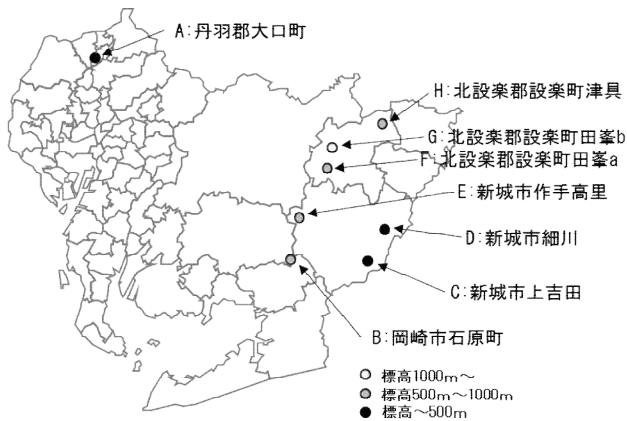 A:丹羽郡大口町
H:北設楽郡設楽町津具
G:北設楽郡設楽町田峯b
F:北設楽郡設楽町田峯a
E:新城市作手高里
D:新城市細川
C:新城市上吉田
B:岡崎市石原町
標高1000m～
標高500m～1000m
標高～500m